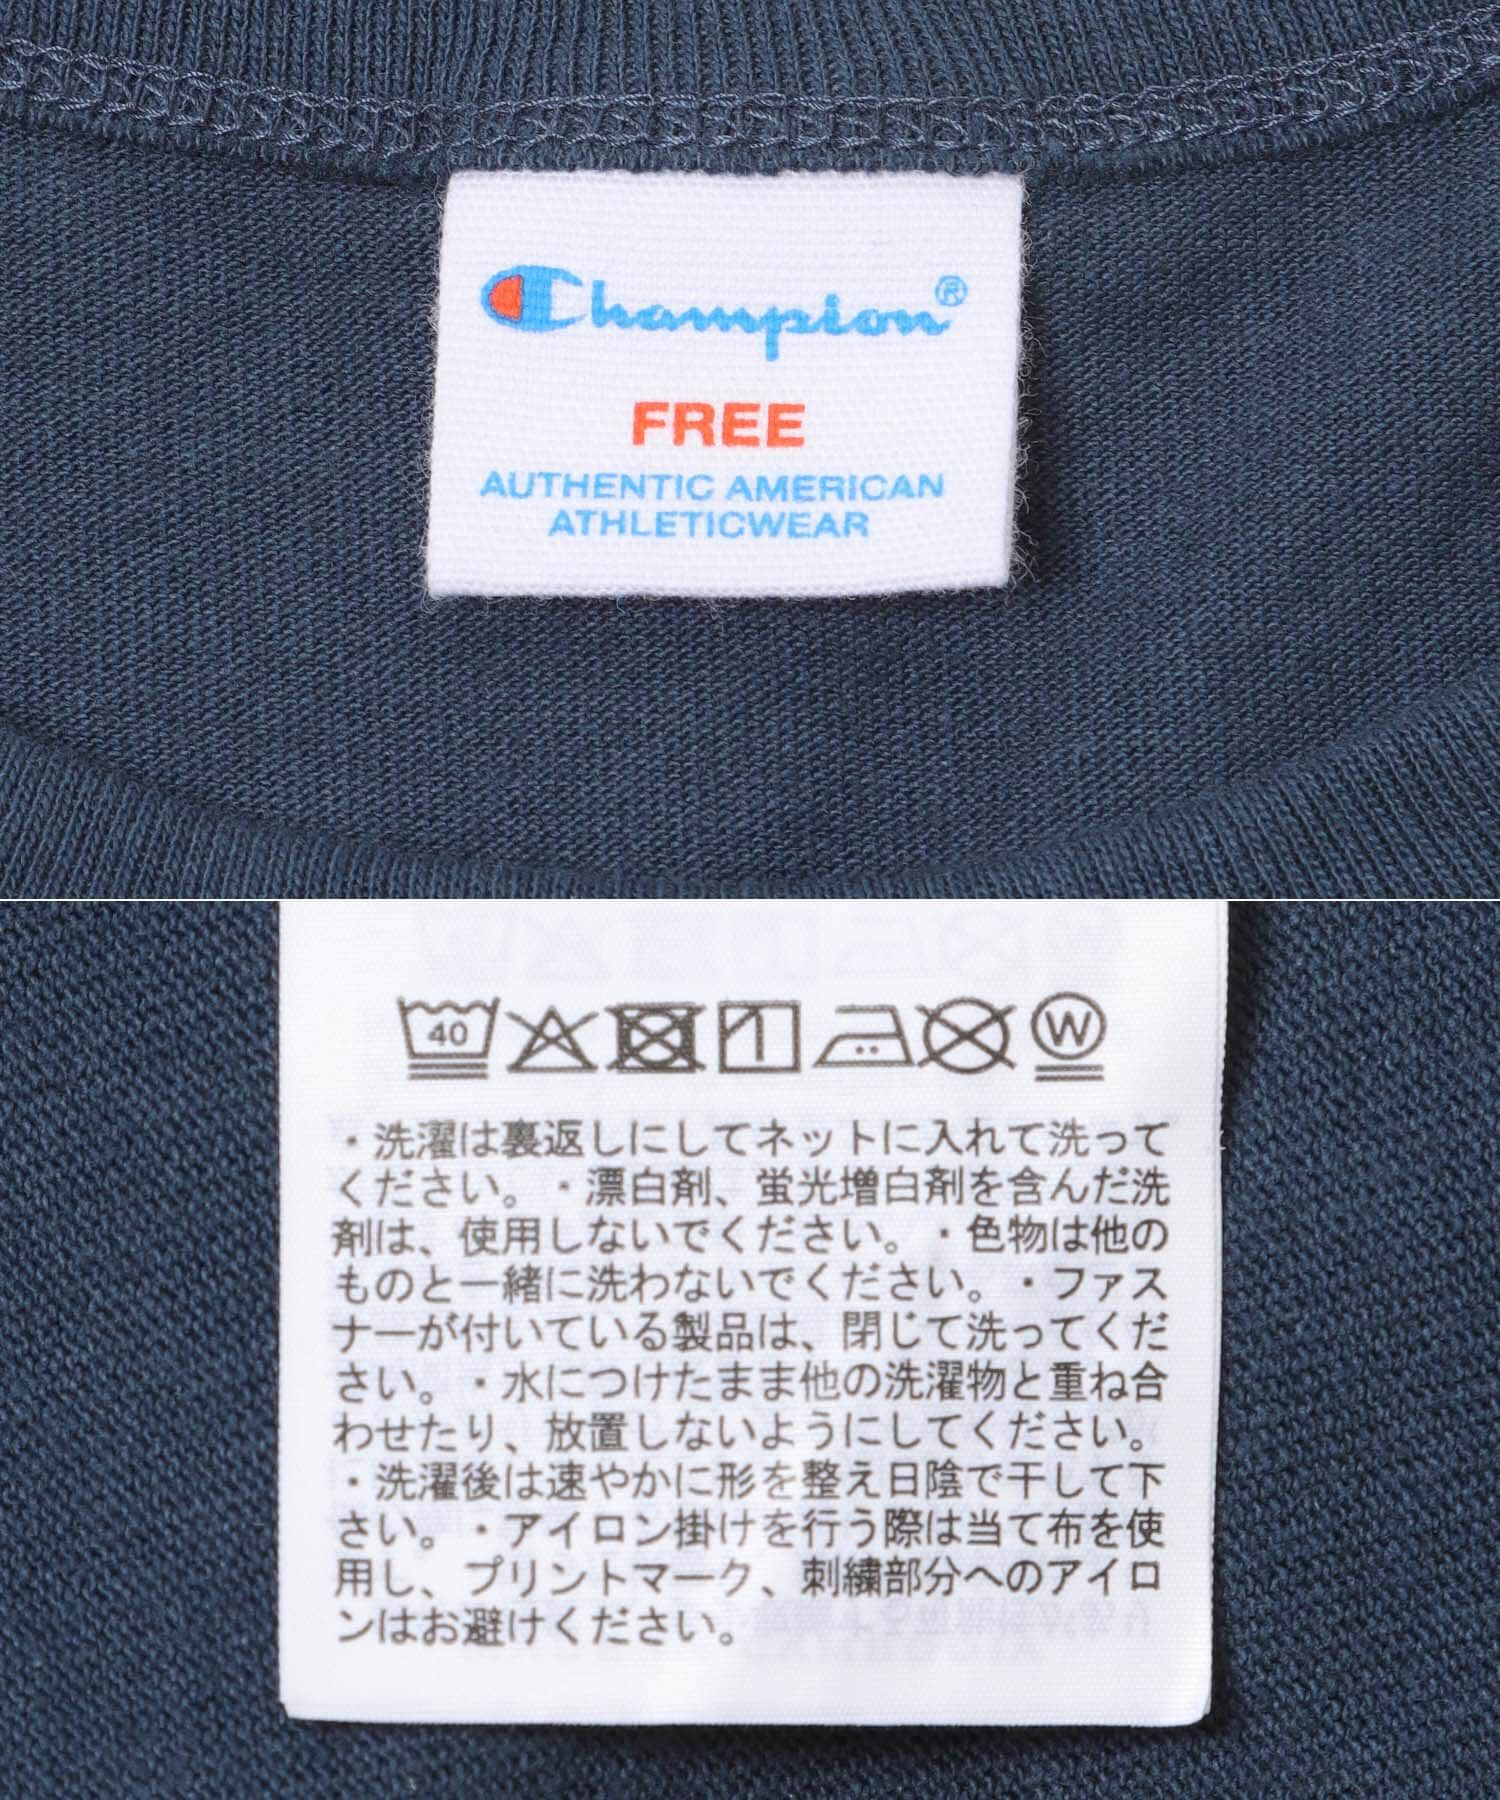 Champion®
FREE
AUTHENTIC AMERICAN
ATHLETICWEAR
40 W
・洗濯は裏返しにしてネットに入れて洗って
ください。・漂白剤、蛍光増白剤を含んだ洗
剤は、使用しないでください。・色物は他の
ものと一緒に洗わないでください。・ファス
ナーが付いている製品は、閉じて洗ってくだ
さい。・水につけたまま他の洗濯物と重ね合
わせたり、放置しないようにしてください。
・洗濯後は速やかに形を整え日陰で干して下
さい。・アイロン掛けを行う際は当て布を使
用し、プリントマーク、刺繍部分へのアイロ
ンはお避けください。